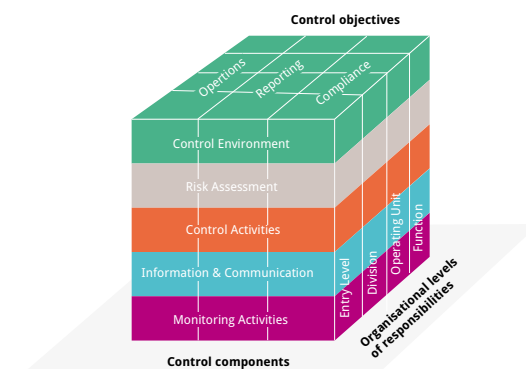 Control objectives
Opertions
Reporting
Compliance
Control Environment
Risk Assessment
Control Activities
Information & Communication
Monitoring Activities
Entry Level
Division
Operating Unit
Function
Organisational levels
of responsibilities
Control components